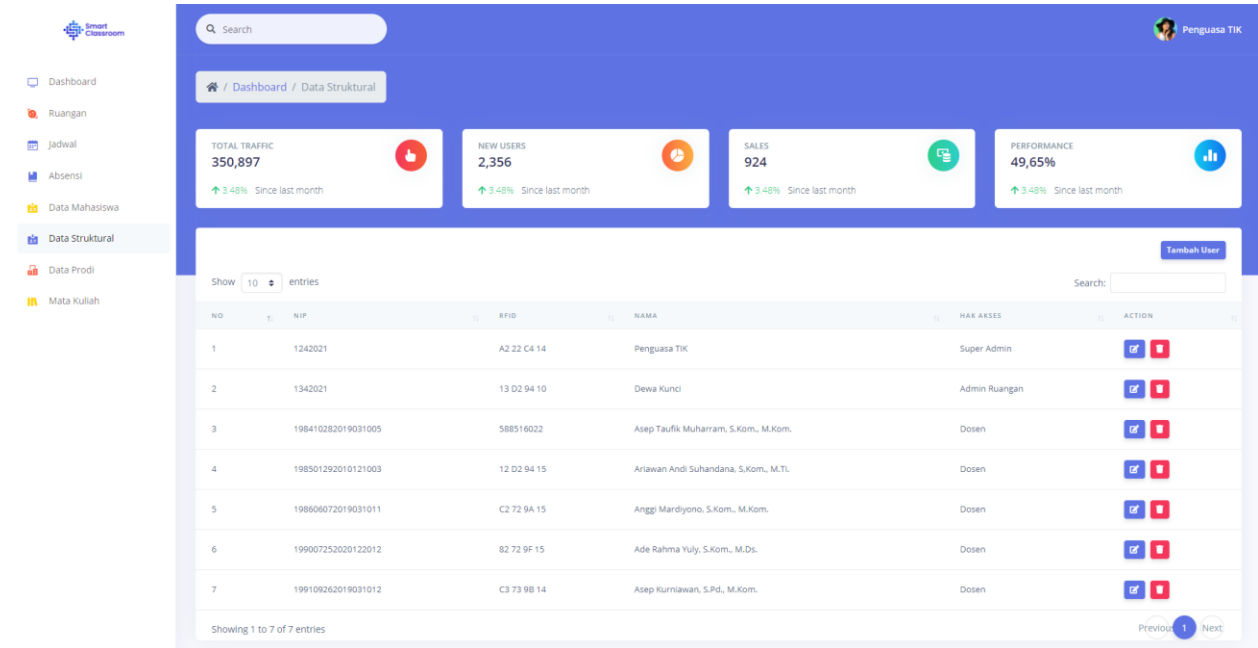 Smart
Classroom
Search
Penguasa TIK
Dashboard
Ruangan
Jadwal
Absensi
Data Mahasiswa
Data Struktural
Data Prodi
Mata Kuliah
/ Dashboard / Data Struktural
TOTAL TRAFFIC
350,897
3.48% Since last month
NEW USERS
2,356
3.48% Since last month
SALES
924
3.48% Since last month
PERFORMANCE
49,65%
3.48% Since last month
Tambah User
Show 10 entries Search:
NO NIP RFID NAMA HAK AKSES ACTION
1 1242021 A2 22 C4 14 Penguasa TIK Super Admin
2 1342021 13 D2 94 10 Dewa Kunci Admin Ruangan
3 198410282019031005 588516022 Asep Taufik Muharram, S.Kom., M.Kom. Dosen
4 198501292010121003 12 D2 94 15 Ariawan Andi Suhandana, S,Kom., M.Ti. Dosen
5 198606072019031011 C2 72 9A 15 Anggi Mardiyono, S.Kom., M.Kom. Dosen
6 199007252020122012 82 72 9F 15 Ade Rahma Yuly, S.Kom., M.Ds. Dosen
7 199109262019031012 C3 73 9B 14 Asep Kurniawan, S.Pd., M.Kom. Dosen
Showing 1 to 7 of 7 entries Previous 1 Next